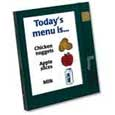 Today's
menu is...
Chicken
nuggets
Apple
slices
Milk